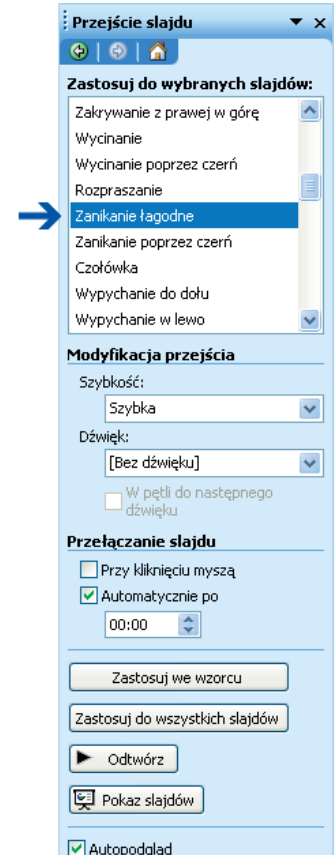 Przejście slajdu
Zastosuj do wybranych slajdów:
Zakrywanie z prawej w górę
Wycinanie
Wycinanie poprzez czerń
Rozpraszanie
Zanikanie łagodne
Zanikanie poprzez czerń
Czołówka
Wypychanie do dołu
Wypychanie w lewo
Modyfikacja przejścia
Szybkość:
Szybka
Dźwięk:
[Bez dźwięku]
W pętli do następnego
dźwięku
Przełączanie slajdu
Przy kliknięciu myszą
Automatycznie po
00:00
Zastosuj we wzorcu
Zastosuj do wszystkich slajdów
Odtwórz
Pokaz slajdów
Autopodgląd